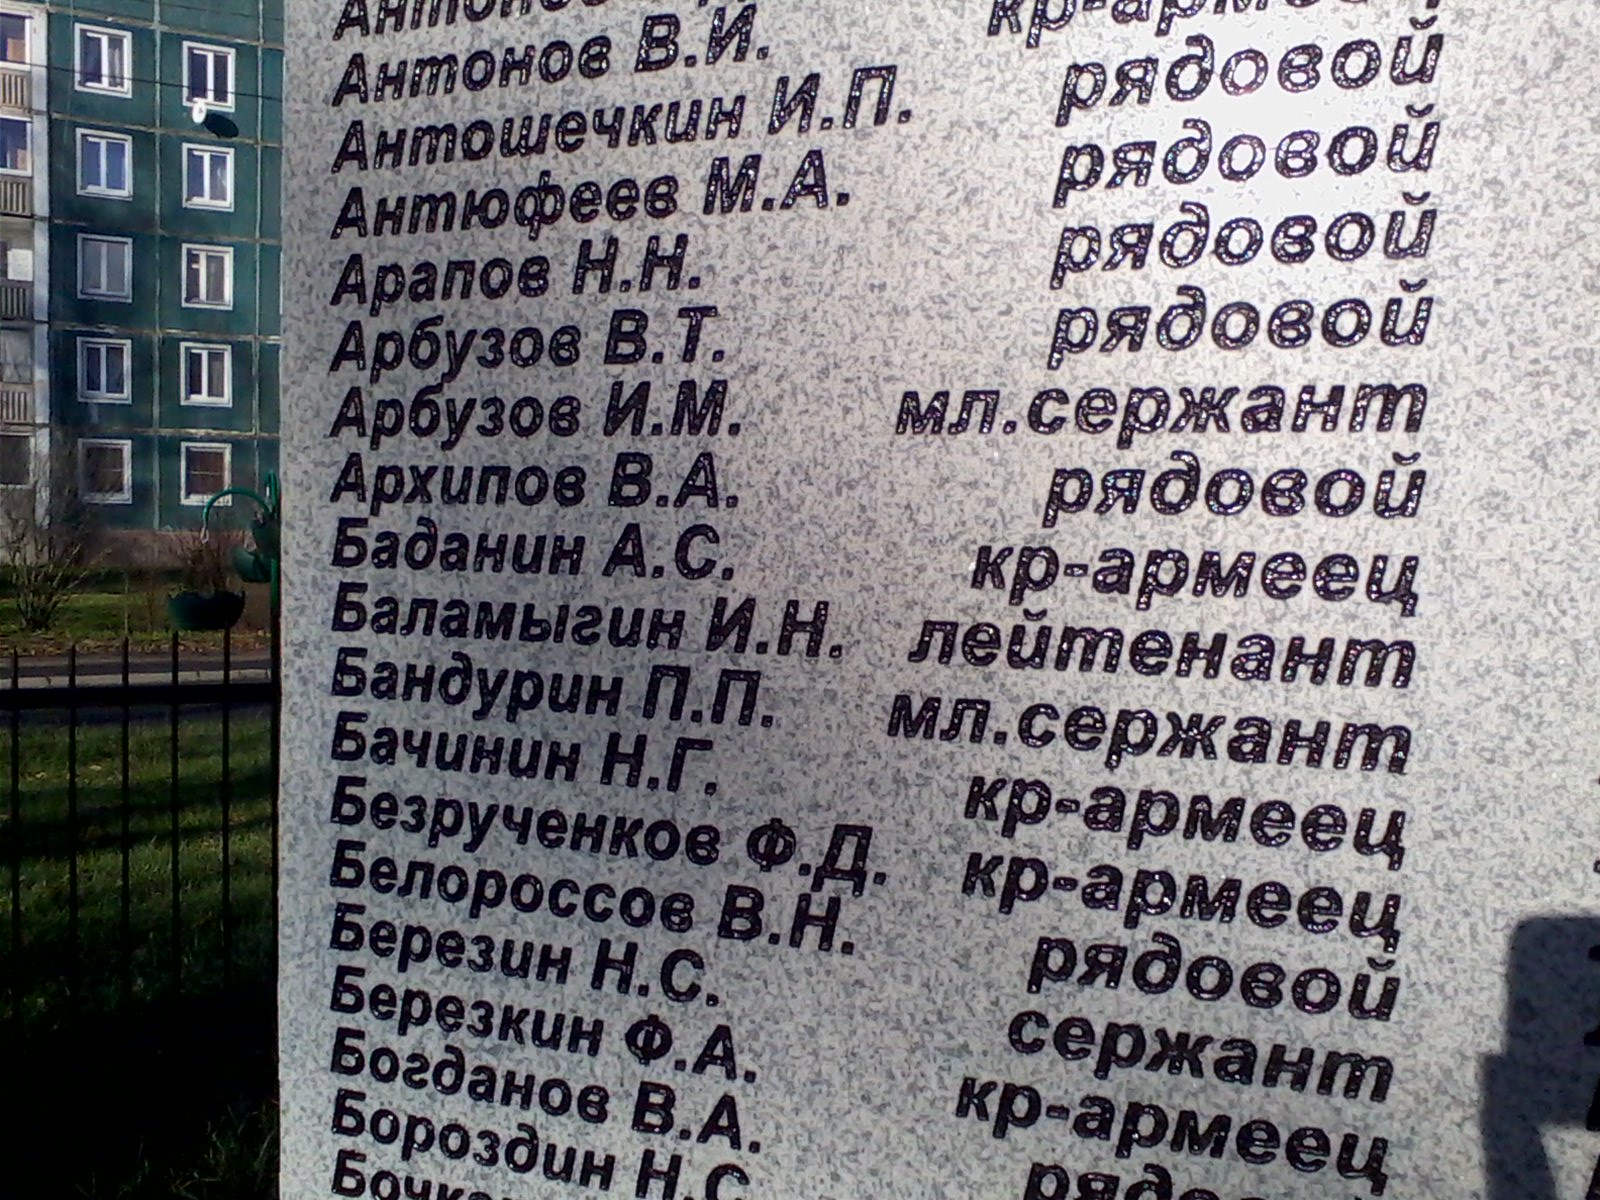 Антонов
Антонов В.И. кр-армеец
Антошечкин И.П. рядовой
Антюфеев М.А. рядовой
Арапов Н.Н. рядовой
Арбузов В.Т. рядовой
Арбузов И.М. мл.сержант
Архипов В.А. рядовой
Баданин А.С. кр-армеец
Баламыгин И.Н. лейтенант
Бандурин П.П. мл.сержант
Бачинин Н.Г. кр-армеец
Безрученков Ф.Д. кр-армеец
Белороссов В.Н. рядовой
Березин Н.С. сержант
Березкин Ф.А. кр-армеец
Богданов В.А. рядовой
Бороздин Н.С.